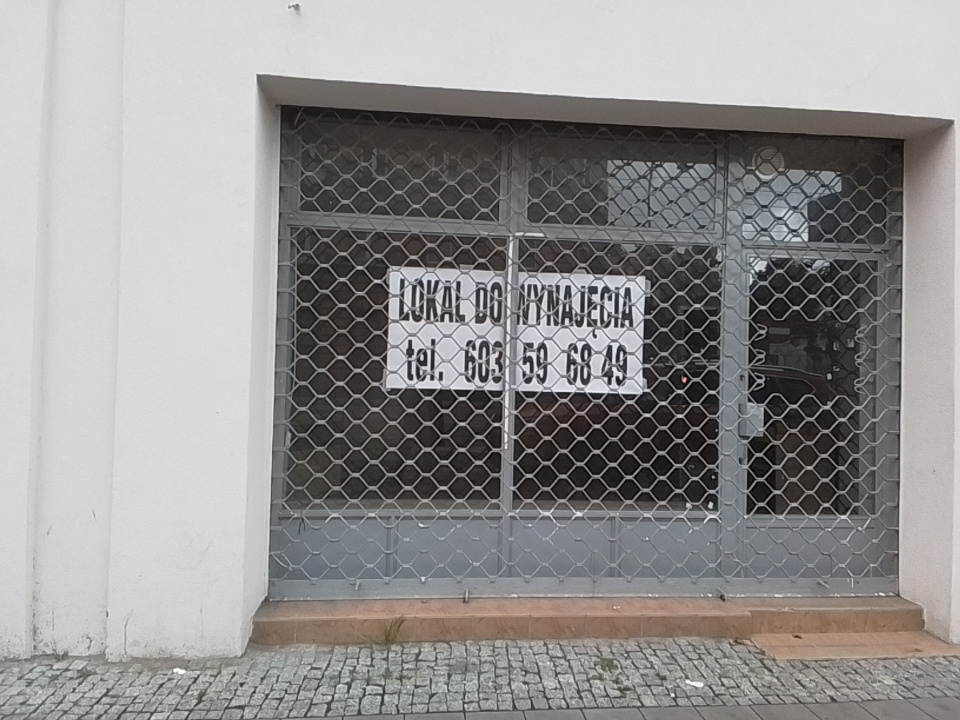 LOKAL DO WYNAJĘCIA
tel. 603 59 68 49